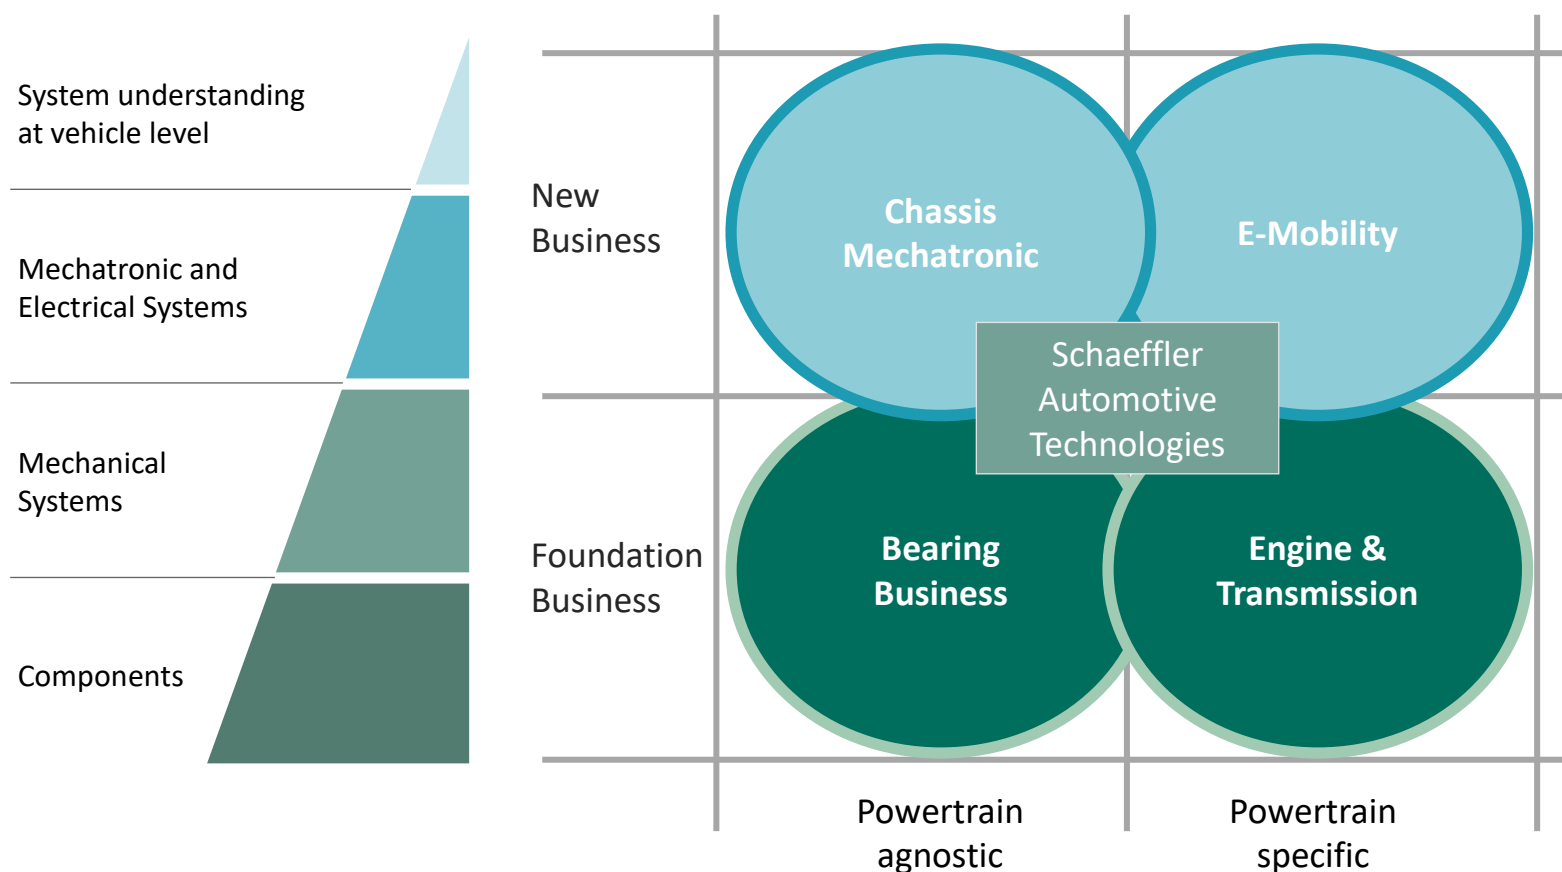 System understanding
at vehicle level
Mechatronic and
Electrical Systems
Mechanical
Systems
Components
New
Business
Foundation
Business
Chassis
Mechatronic
E-Mobility
Schaeffler
Automotive
Technologies
Bearing
Business
Engine &
Transmission
Powertrain
agnostic
Powertrain
specific